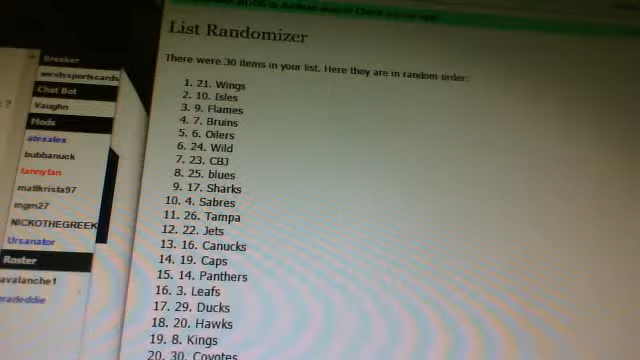 List Randomizer
There were 30 items in your list. Here they are in random order:
1. 21. Wings
2. 10. Isles
3. 9. Flames
4. 7. Bruins
5. 6. Oilers
6. 24. Wild
7. 23. CBJ
8. 25. blues
9. 17. Sharks
10. 4. Sabres
11. 26. Tampa
12. 22. Jets
13. 16. Canucks
14. 19. Caps
15. 14. Panthers
16. 3. Leafs
17. 29. Ducks
18. 20. Hawks
19. 8. Kings
20. 30. Coyotes
Breaker
Chat Bot
Vaughn
Mods
alexalex
bubbanuck
fannyfan
mattkrista97
mgm27
NICKOTHEGREEK
Ursanator
Roster
avalanche1